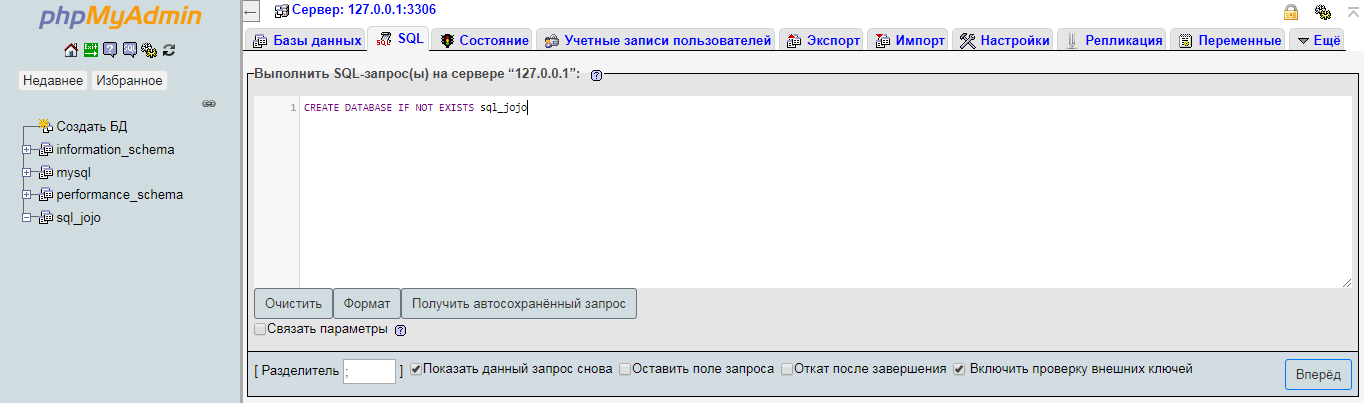 phpMyAdmin
Недавнее Избранное
Создать БД
information_schema
mysql
performance_schema
sql_jojo
Сервер: 127.0.0.1:3306
Базы данных SQL Состояние Учетные записи пользователей Экспорт Импорт Настройки Репликация Переменные Ещё
Выполнить SQL-запрос(ы) на сервере “127.0.0.1”:
1 CREATE DATABASE IF NOT EXISTS sql_jojo
Очистить Формат Получить автосохранённый запрос
Связать параметры
[ Разделитель ; ] Показать данный запрос снова Оставить поле запроса Откат после завершения Включить проверку внешних ключей Вперёд